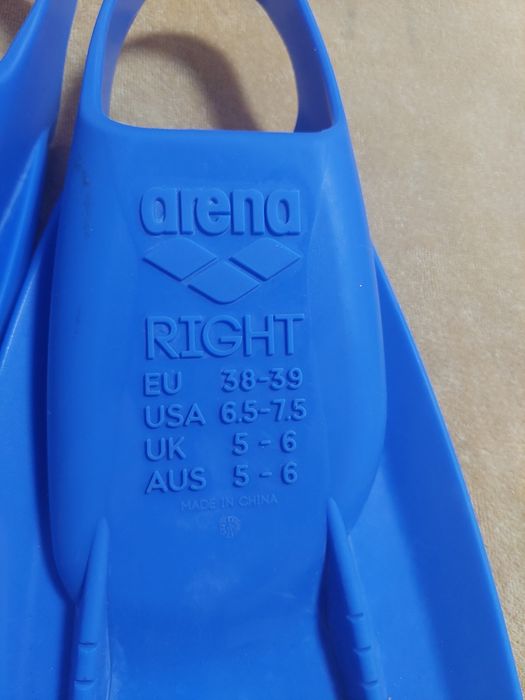 arena
RIGHT
EU 38-39
USA 6.5-7.5
UK 5 - 6
AUS 5 - 6
MADE IN CHINA